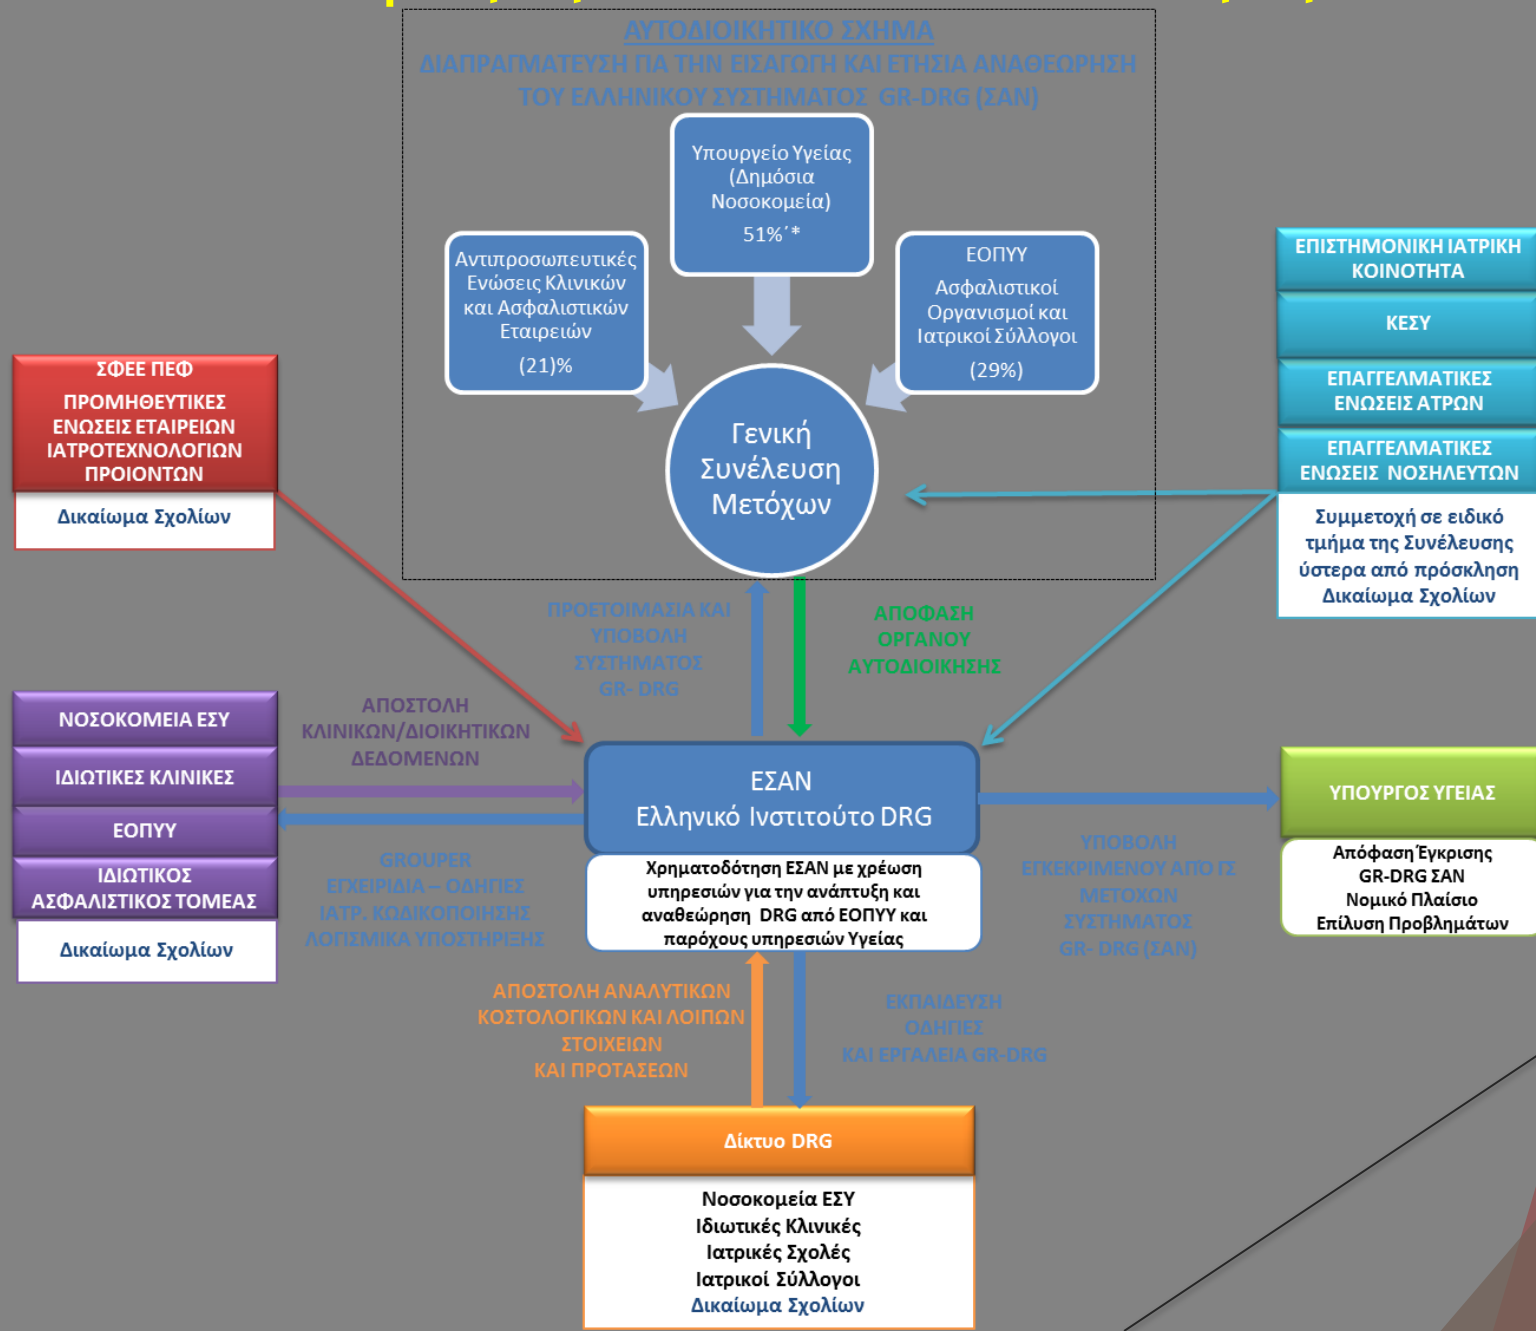 ΑΥΤΟΔΙΟΙΚΗΤΙΚΟ ΣΧΗΜΑ
ΔΙΑΠΡΑΓΜΑΤΕΥΣΗ ΓΙΑ ΤΗΝ ΕΙΣΑΓΩΓΗ ΚΑΙ ΕΤΗΣΙΑ ΑΝΑΘΕΩΡΗΣΗ
ΤΟΥ ΕΛΛΗΝΙΚΟΥ ΣΥΣΤΗΜΑΤΟΣ GR-DRG (ΣΑΝ)
Υπουργείο Υγείας
(Δημόσια
Νοσοκομεία)
51%΄*
Αντιπροσωπευτικές
Ενώσεις Κλινικών
και Ασφαλιστικών
Εταιρειών
(21)%
ΕΟΠΥΥ
Ασφαλιστικοί
Οργανισμοί και
Ιατρικοί Σύλλογοι
(29%)
Γενική
Συνέλευση
Μετόχων
ΣΦΕΕ ΠΕΦ
ΠΡΟΜΗΘΕΥΤΙΚΕΣ
ΕΝΩΣΕΙΣ ΕΤΑΙΡΕΙΩΝ
ΙΑΤΡΟΤΕΧΝΟΛΟΓΙΩΝ
ΠΡΟΙΟΝΤΩΝ
Δικαίωμα Σχολίων
ΕΠΙΣΤΗΜΟΝΙΚΗ ΙΑΤΡΙΚΗ
ΚΟΙΝΟΤΗΤΑ
ΚΕΣΥ
ΕΠΑΓΓΕΛΜΑΤΙΚΕΣ
ΕΝΩΣΕΙΣ ΑΤΡΩΝ
ΕΠΑΓΓΕΛΜΑΤΙΚΕΣ
ΕΝΩΣΕΙΣ ΝΟΣΗΛΕΥΤΩΝ
Συμμετοχή σε ειδικό
τμήμα της Συνέλευσης
ύστερα από πρόσκληση
Δικαίωμα Σχολίων
ΠΡΟΕΤΟΙΜΑΣΙΑ ΚΑΙ
ΥΠΟΒΟΛΗ
ΣΥΣΤΗΜΑΤΟΣ
GR- DRG
ΑΠΟΦΑΣΗ
ΟΡΓΑΝΟΥ
ΑΥΤΟΔΙΟΙΚΗΣΗΣ
ΝΟΣΟΚΟΜΕΙΑ ΕΣΥ
ΙΔΙΩΤΙΚΕΣ ΚΛΙΝΙΚΕΣ
ΕΟΠΥΥ
ΙΔΙΩΤΙΚΟΣ
ΑΣΦΑΛΙΣΤΙΚΟΣ ΤΟΜΕΑΣ
Δικαίωμα Σχολίων
ΑΠΟΣΤΟΛΗ
ΚΛΙΝΙΚΩΝ/ΔΙΟΙΚΗΤΙΚΩΝ
ΔΕΔΟΜΕΝΩΝ
GROUPER
ΕΓΧΕΙΡΙΔΙΑ – ΟΔΗΓΙΕΣ
ΙΑΤΡ. ΚΩΔΙΚΟΠΟΙΗΣΗΣ
ΛΟΓΙΣΜΙΚΑ ΥΠΟΣΤΗΡΙΞΗΣ
ΕΣΑΝ
Ελληνικό Ινστιτούτο DRG
Χρηματοδότηση ΕΣΑΝ με χρέωση
υπηρεσιών για την ανάπτυξη και
αναθεώρηση DRG από ΕΟΠΥΥ και
παρόχους υπηρεσιών Υγείας
ΥΠΟΒΟΛΗ
ΕΓΚΕΚΡΙΜΕΝΟΥ ΑΠΌ ΓΣ
ΜΕΤΟΧΩΝ
ΣΥΣΤΗΜΑΤΟΣ
GR- DRG (ΣΑΝ)
ΥΠΟΥΡΓΟΣ ΥΓΕΙΑΣ
Απόφαση Έγκρισης
GR-DRG ΣΑΝ
Νομικό Πλαίσιο
Επίλυση Προβλημάτων
ΑΠΟΣΤΟΛΗ ΑΝΑΛΥΤΙΚΩΝ
ΚΟΣΤΟΛΟΓΙΚΩΝ ΚΑΙ ΛΟΙΠΩΝ
ΣΤΟΙΧΕΙΩΝ
ΚΑΙ ΠΡΟΤΑΣΕΩΝ
ΕΚΠΑΙΔΕΥΣΗ
ΟΔΗΓΙΕΣ
ΚΑΙ ΕΡΓΑΛΕΙΑ GR-DRG
Δίκτυο DRG
Νοσοκομεία ΕΣΥ
Ιδιωτικές Κλινικές
Ιατρικές Σχολές
Ιατρικοί Σύλλογοι
Δικαίωμα Σχολίων